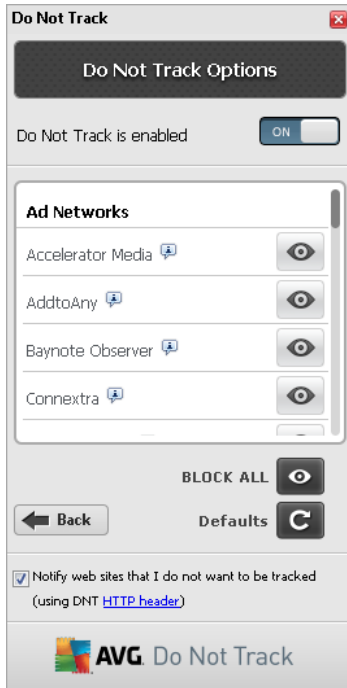 Do Not Track
Do Not Track Options
Do Not Track is enabled
ON
Ad Networks
Accelerator Media
AddtoAny
Baynote Observer
Connextra
BLOCK ALL
Back
Defaults
Notify web sites that I do not want to be tracked
(using DNT HTTP header)
AVG. Do Not Track